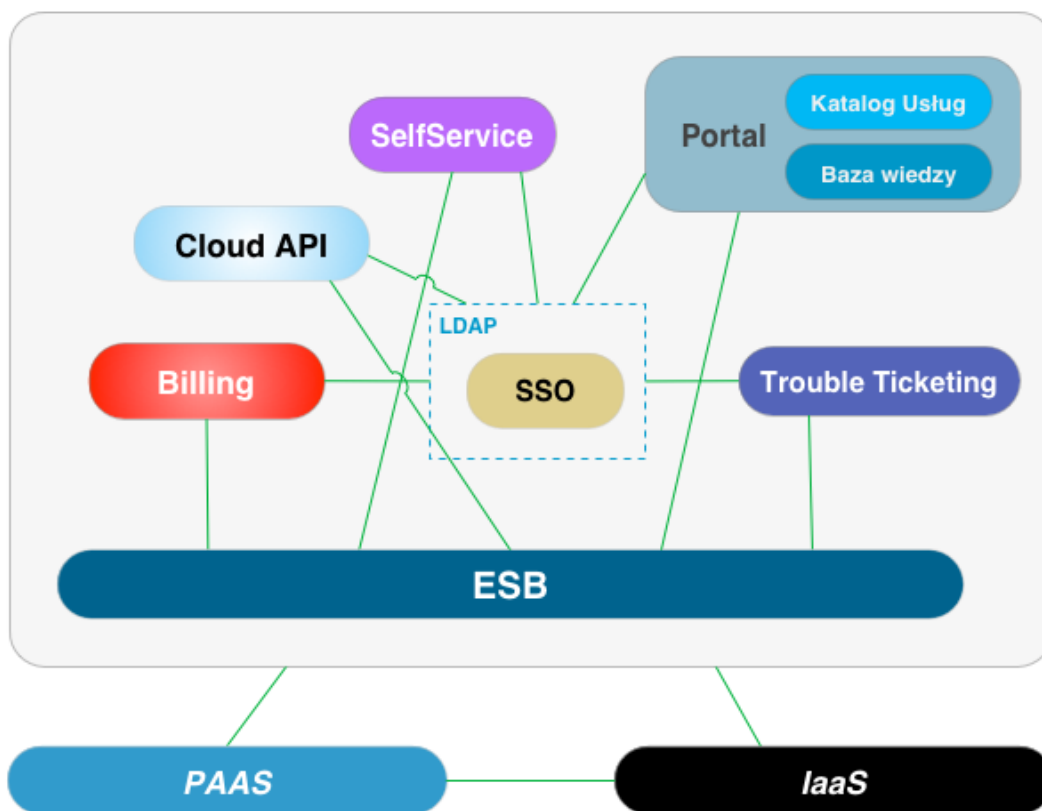 Katalog Usług
SelfService
Portal
Baza wiedzy
Cloud API
LDAP
Billing
SSO
Trouble Ticketing
ESB
PAAS
IaaS